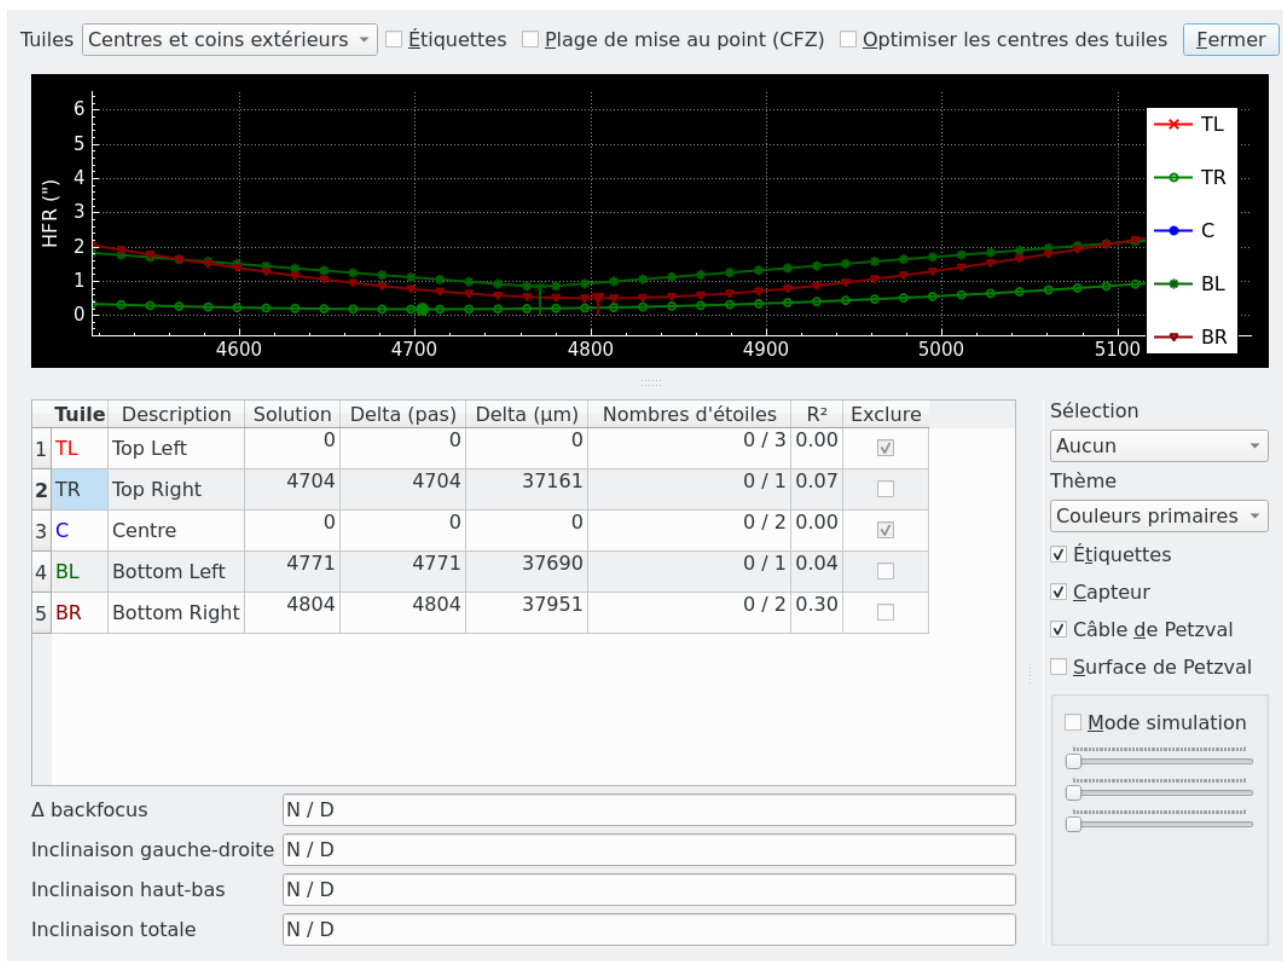 Tuiles Centres et coins extérieurs Étiquettes Plage de mise au point (CFZ) Optimiser les centres des tuiles Fermer
HFR (")
6
5
4
3
2
1
0
4600 4700 4800 4900 5000 5100
TL
TR
C
BL
BR
Tuile Description Solution Delta (pas) Delta (µm) Nombres d'étoiles R² Exclure
1 TL Top Left 0 0 0 0 / 3 0.00
2 TR Top Right 4704 4704 37161 0 / 1 0.07
3 C Centre 0 0 0 0 / 2 0.00
4 BL Bottom Left 4771 4771 37690 0 / 1 0.04
5 BR Bottom Right 4804 4804 37951 0 / 2 0.30
Δ backfocus N / D
Inclinaison gauche-droite N / D
Inclinaison haut-bas N / D
Inclinaison totale N / D
Sélection
Aucun
Thème
Couleurs primaires
Étiquettes
Capteur
Câble de Petzval
Surface de Petzval
Mode simulation